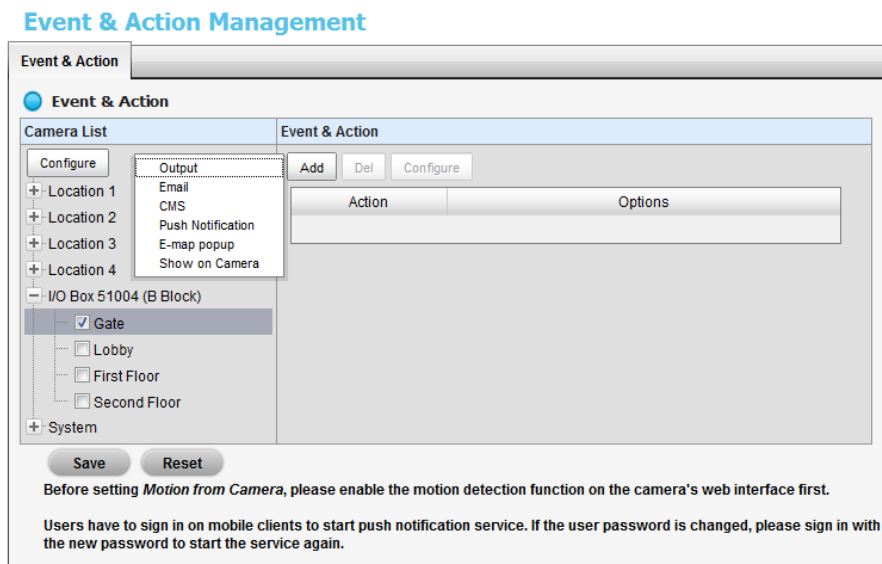 Event & Action Management
Event & Action
Event & Action
Camera List
Event & Action
Configure
Output
Email
CMS
Push Notification
E-map popup
Show on Camera
Add
Del
Configure
Action
Options
Location 1
Location 2
Location 3
Location 4
I/O Box 51004 (B Block)
Gate
Lobby
First Floor
Second Floor
System
Save
Reset
Before setting Motion from Camera, please enable the motion detection function on the camera's web interface first.
Users have to sign in on mobile clients to start push notification service. If the user password is changed, please sign in with
the new password to start the service again.